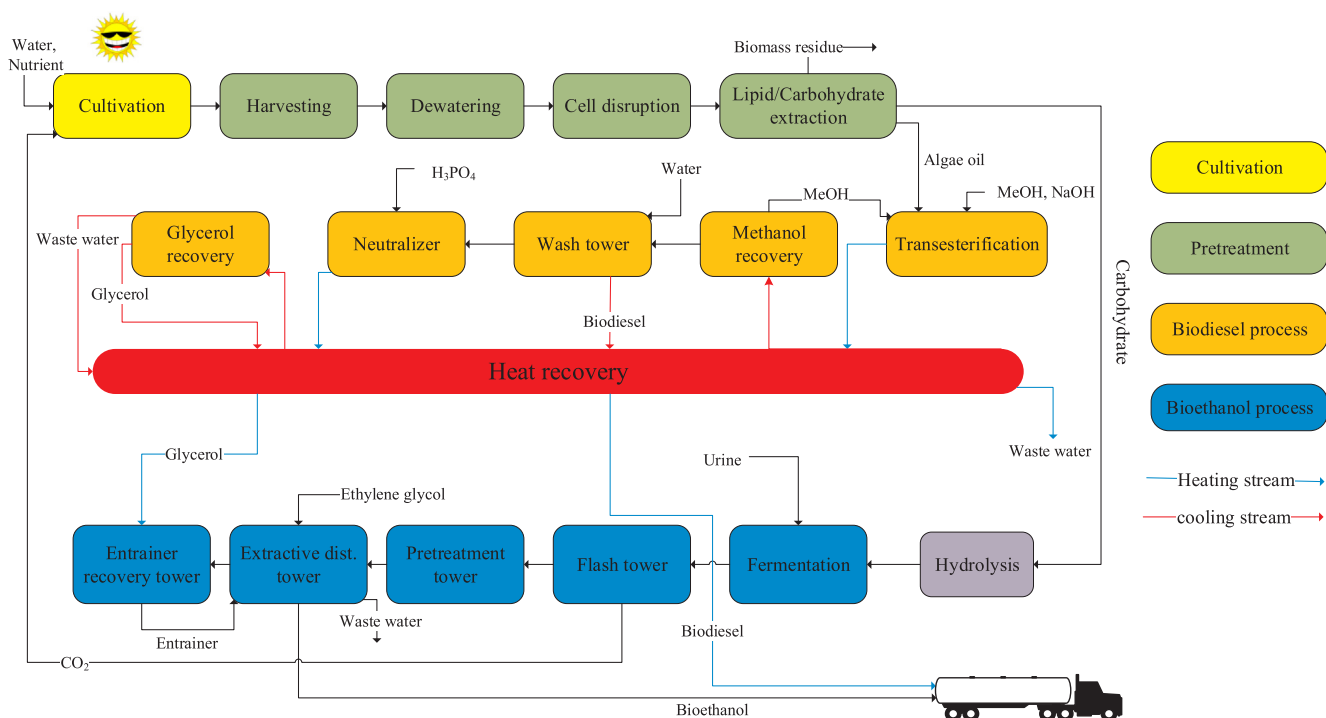 Water,
Nutrient
Cultivation
Harvesting
Dewatering
Cell disruption
Lipid/Carbohydrate
extraction
Biomass residue
Algae oil
Carbohydrate
H₃PO₄
Water
MeOH
MeOH, NaOH
Waste water
Glycerol
recovery
Neutralizer
Wash tower
Methanol
recovery
Transesterification
Glycerol
Biodiesel
Heat recovery
Glycerol
Waste water
Urine
Ethylene glycol
Entrainer
recovery tower
Extractive dist.
tower
Pretreatment
tower
Flash tower
Fermentation
Hydrolysis
Entrainer
Waste water
Biodiesel
CO₂
Bioethanol
Cultivation
Pretreatment
Biodiesel process
Bioethanol process
Heating stream
cooling stream